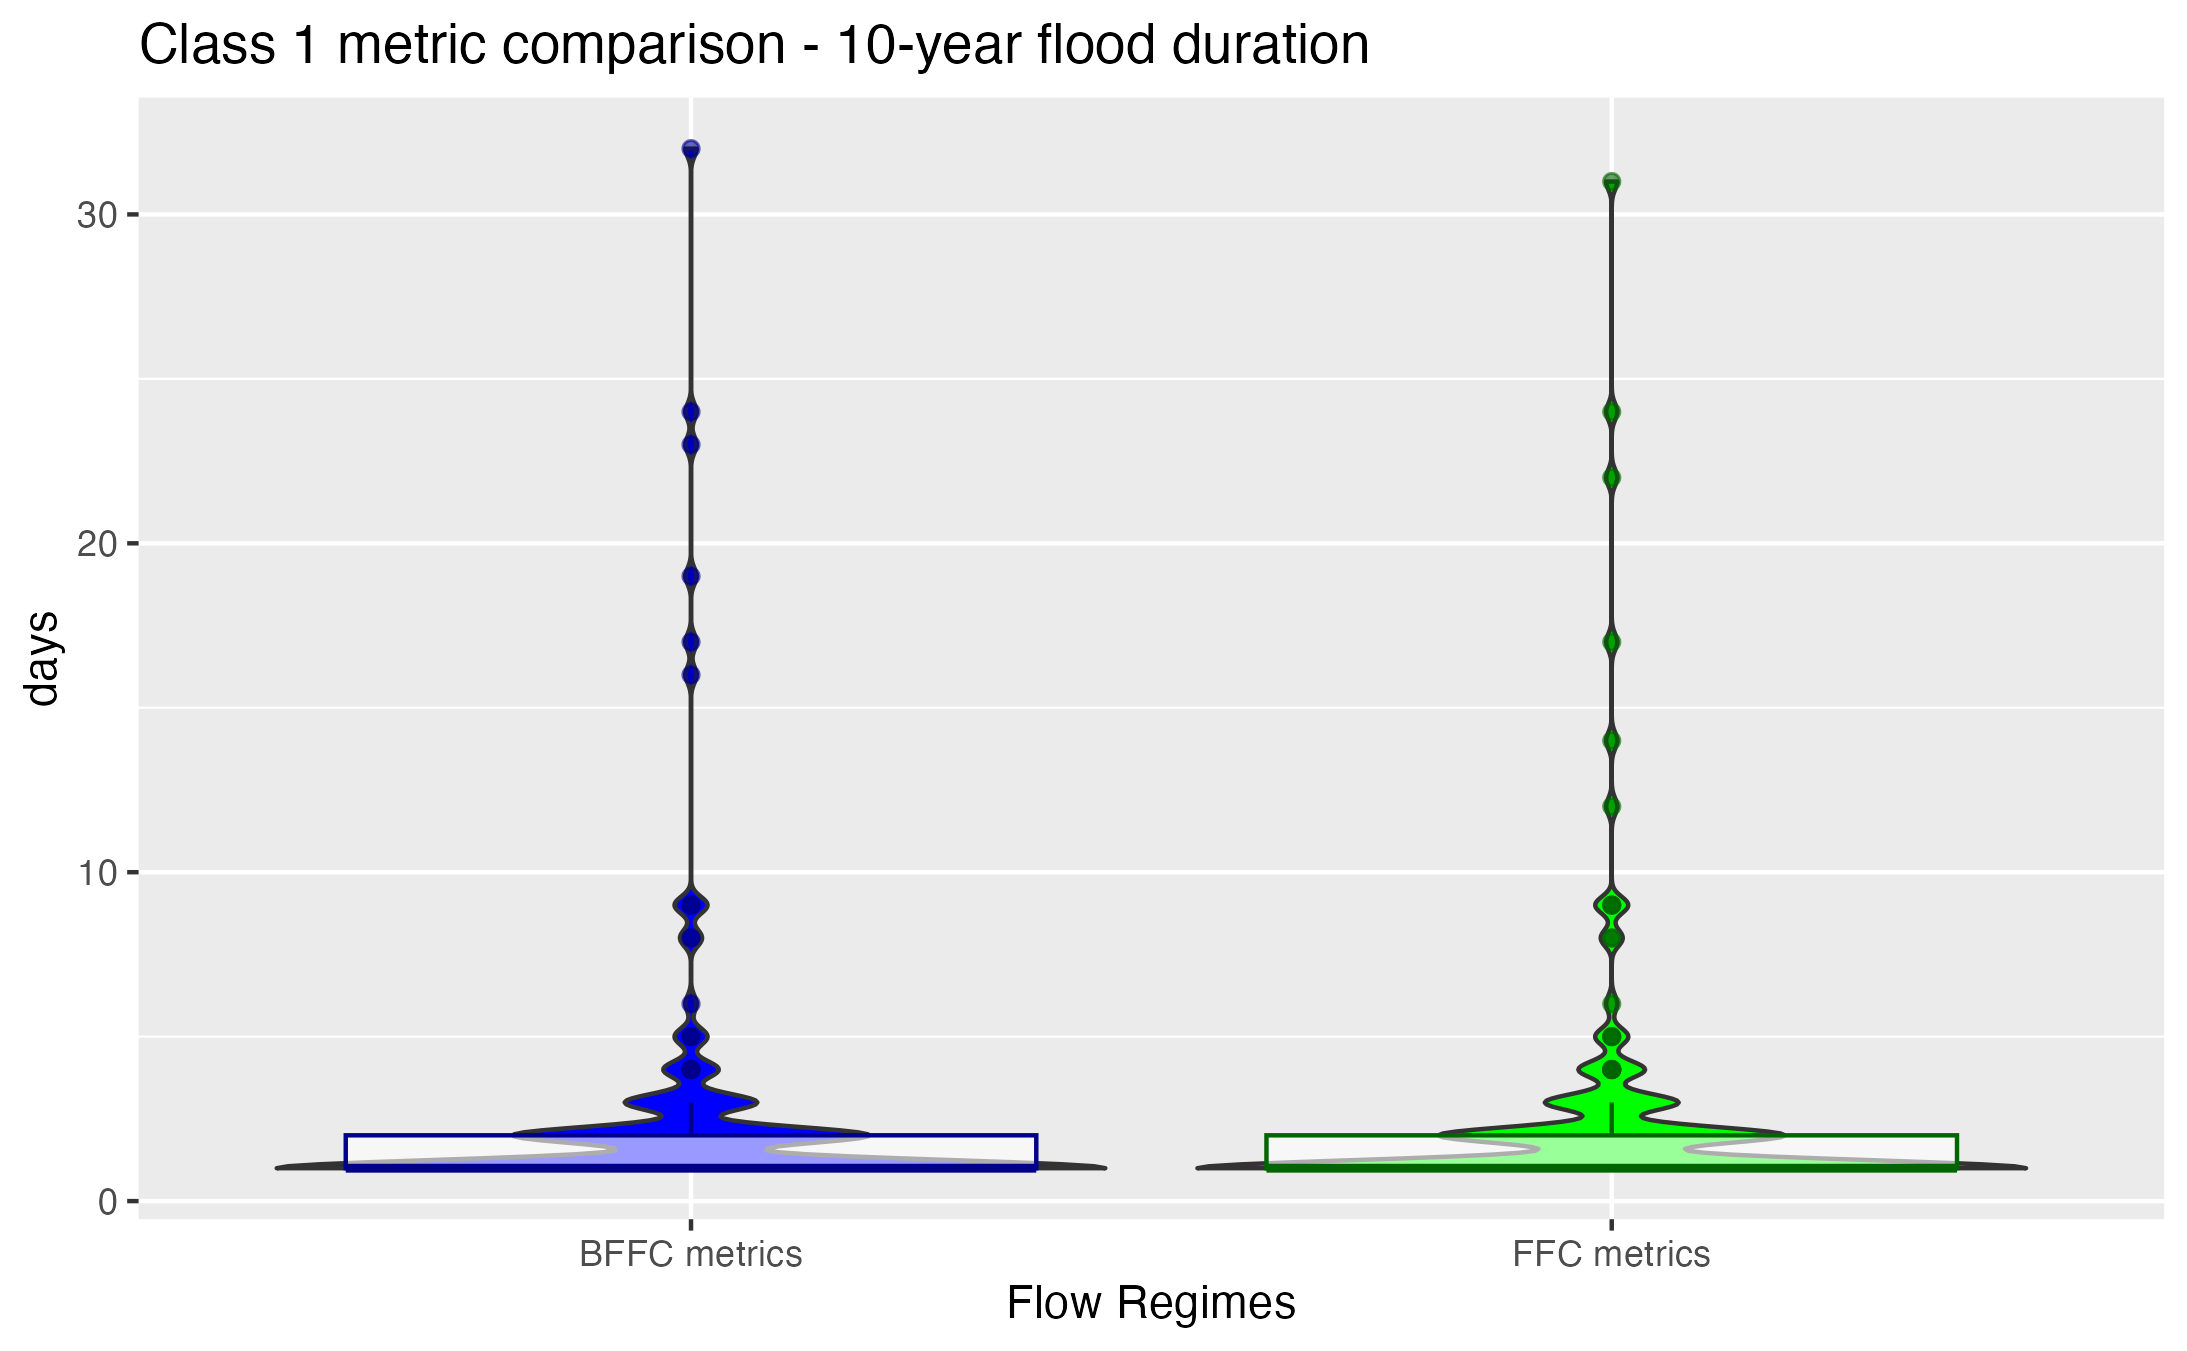 Class 1 metric comparison - 10-year flood duration
30
20
10
0
days
BFFC metrics
FFC metrics
Flow Regimes